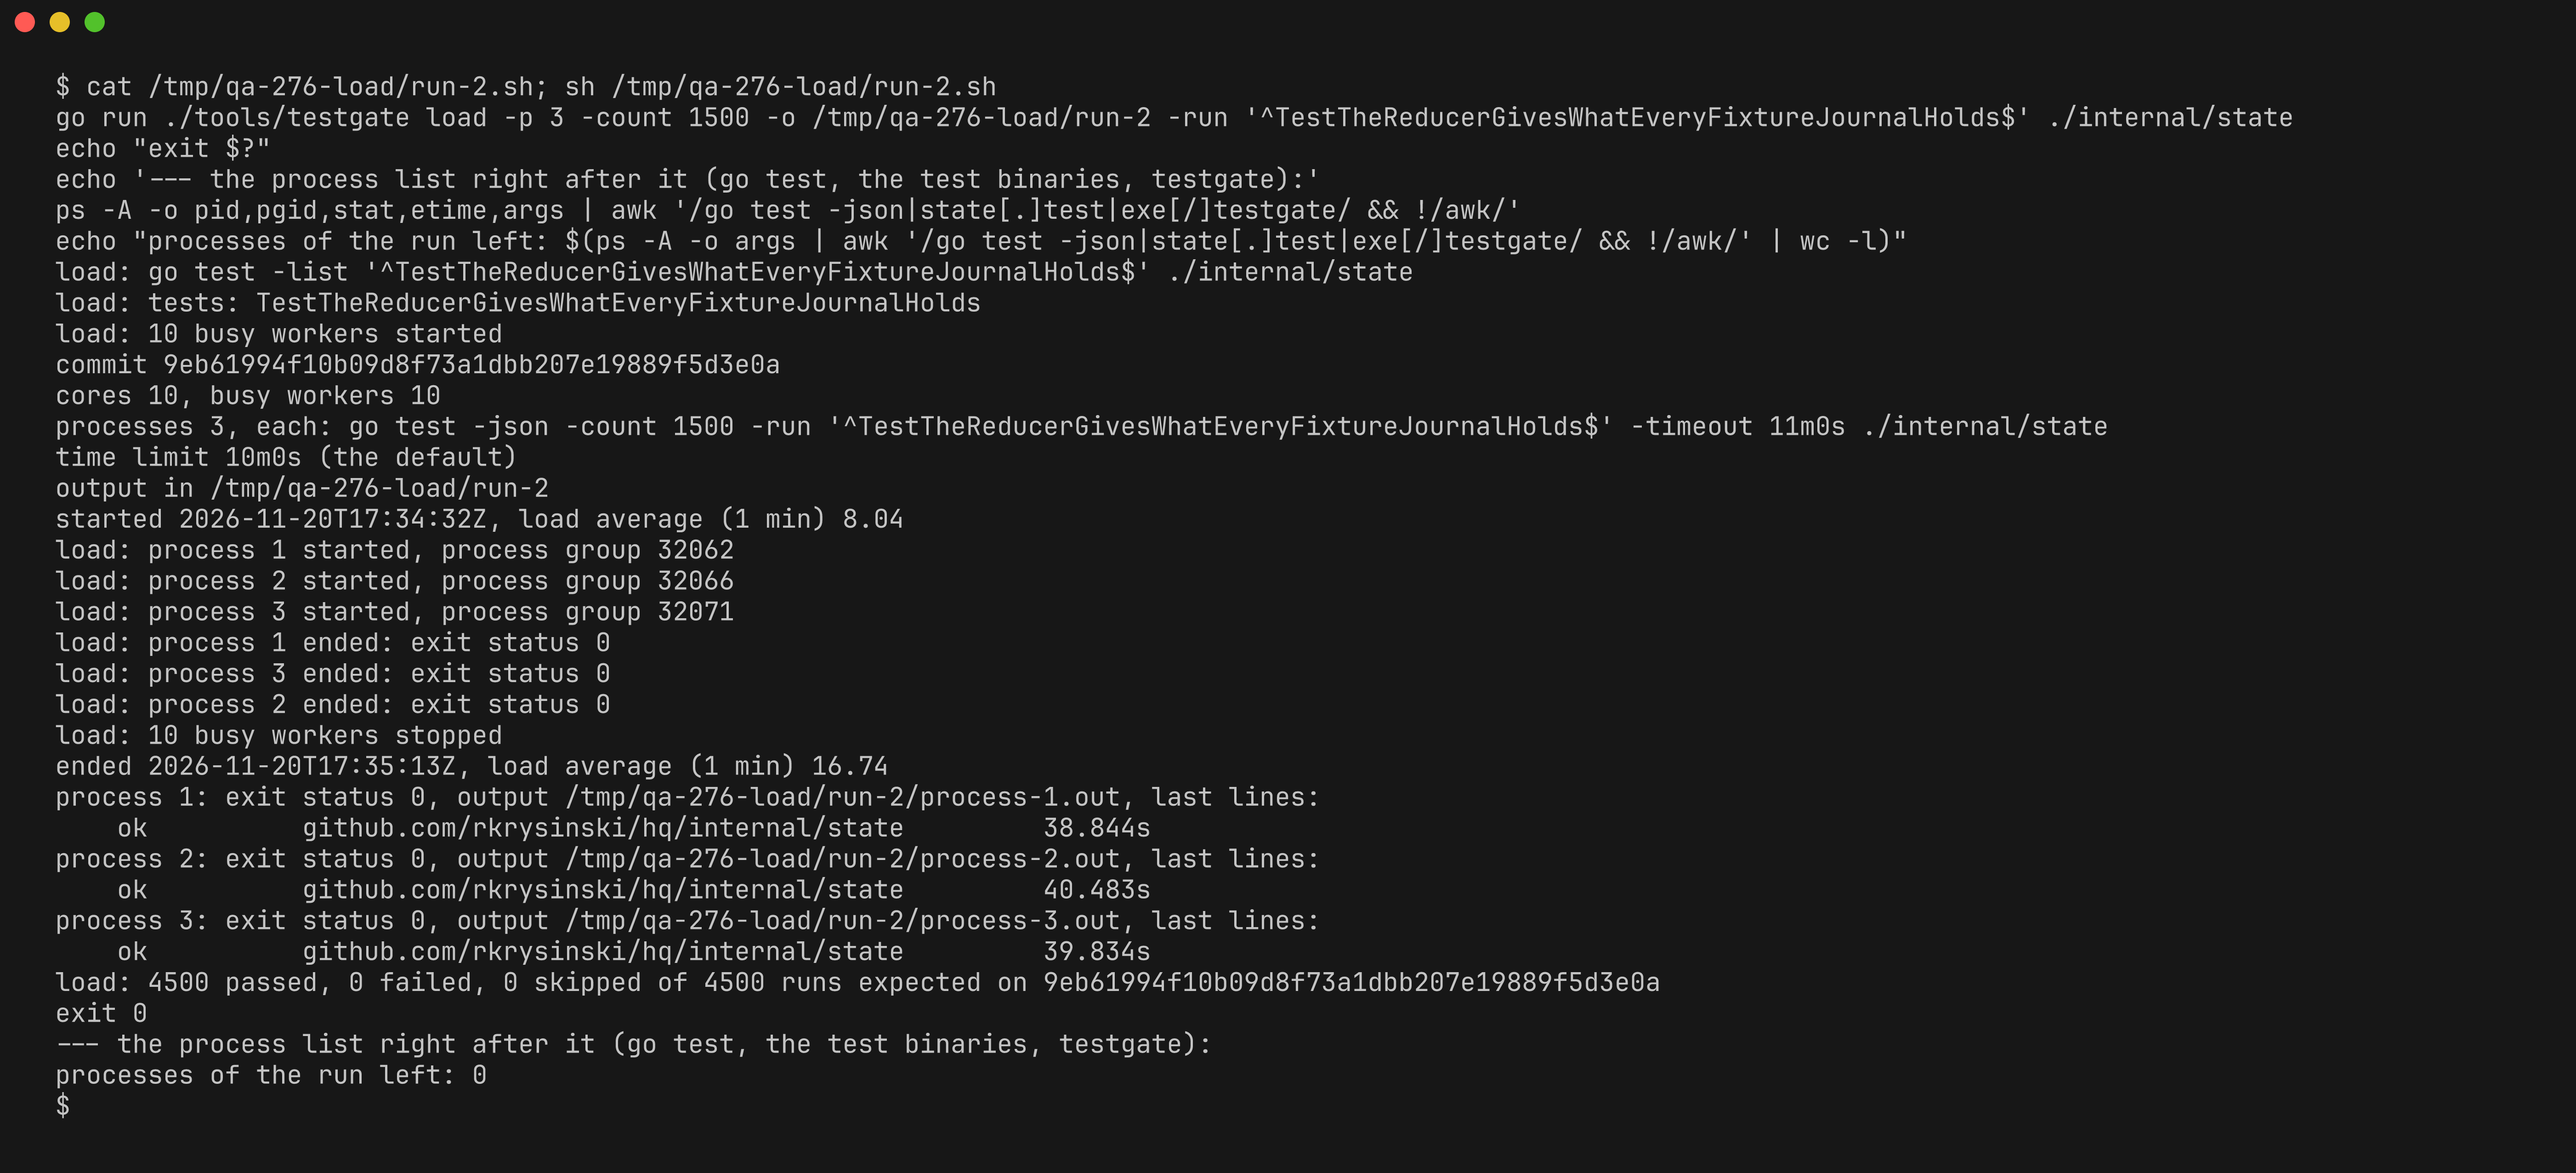 $ cat /tmp/qa-276-load/run-2.sh; sh /tmp/qa-276-load/run-2.sh
go run ./tools/testgate load -p 3 -count 1500 -o /tmp/qa-276-load/run-2 -run '^TestTheReducerGivesWhatEveryFixtureJournalHolds$' ./internal/state
echo "exit $?"
echo '--- the process list right after it (go test, the test binaries, testgate):'
ps -A -o pid,pgid,stat,etime,args | awk '/go test -json|state[.]test|exe[/]testgate/ && !/awk/'
echo "processes of the run left: $(ps -A -o args | awk '/go test -json|state[.]test|exe[/]testgate/ && !/awk/' | wc -l)"
load: go test -list '^TestTheReducerGivesWhatEveryFixtureJournalHolds$' ./internal/state
load: tests: TestTheReducerGivesWhatEveryFixtureJournalHolds
load: 10 busy workers started
commit 9eb61994f10b09d8f73a1dbb207e19889f5d3e0a
cores 10, busy workers 10
processes 3, each: go test -json -count 1500 -run '^TestTheReducerGivesWhatEveryFixtureJournalHolds$' -timeout 11m0s ./internal/state
time limit 10m0s (the default)
output in /tmp/qa-276-load/run-2
started 2026-11-20T17:34:32Z, load average (1 min) 8.04
load: process 1 started, process group 32062
load: process 2 started, process group 32066
load: process 3 started, process group 32071
load: process 1 ended: exit status 0
load: process 3 ended: exit status 0
load: process 2 ended: exit status 0
load: 10 busy workers stopped
ended 2026-11-20T17:35:13Z, load average (1 min) 16.74
process 1: exit status 0, output /tmp/qa-276-load/run-2/process-1.out, last lines:
    ok          github.com/rkrysinski/hq/internal/state         38.844s
process 2: exit status 0, output /tmp/qa-276-load/run-2/process-2.out, last lines:
    ok          github.com/rkrysinski/hq/internal/state         40.483s
process 3: exit status 0, output /tmp/qa-276-load/run-2/process-3.out, last lines:
    ok          github.com/rkrysinski/hq/internal/state         39.834s
load: 4500 passed, 0 failed, 0 skipped of 4500 runs expected on 9eb61994f10b09d8f73a1dbb207e19889f5d3e0a
exit 0
--- the process list right after it (go test, the test binaries, testgate):
processes of the run left: 0
$